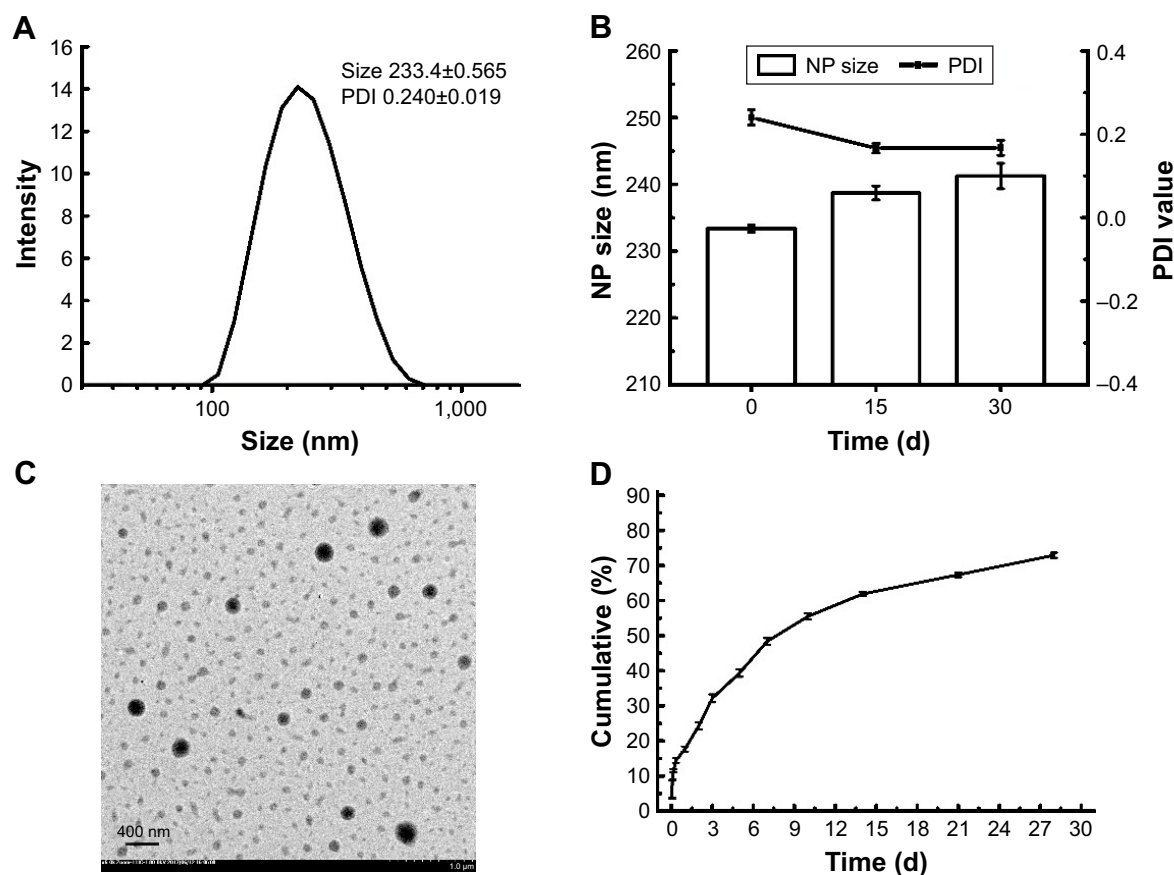 A
16
14
12
10
8
6
4
2
0
Intensity
Size 233.4±0.565
PDI 0.240±0.019
100
1,000
Size (nm)
B
260
250
240
230
220
210
NP size (nm)
NP size
PDI
0.4
0.2
0.0
–0.2
–0.4
PDI value
0
15
30
Time (d)
C
400 nm
1.0 μm
D
90
80
70
60
50
40
30
20
10
0
Cumulative (%)
0
3
6
9
12
15
18
21
24
27
30
Time (d)